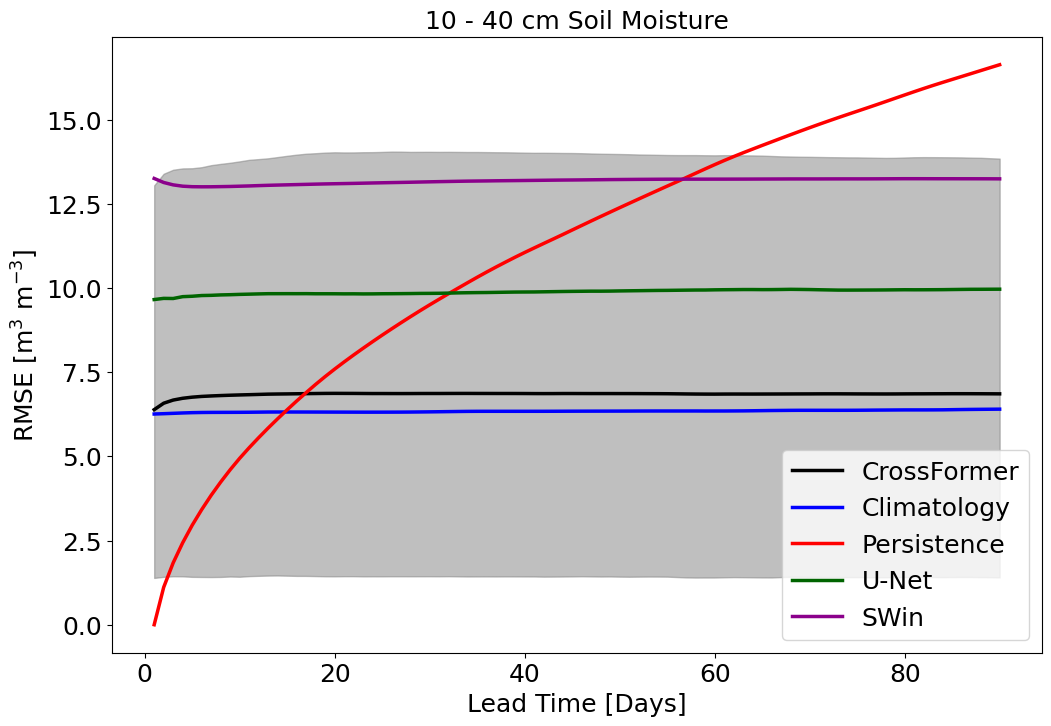 10 - 40 cm Soil Moisture
RMSE [m³ m⁻³]
15.0
12.5
10.0
7.5
5.0
2.5
0.0
0 20 40 60 80
Lead Time [Days]
CrossFormer
Climatology
Persistence
U-Net
SWin